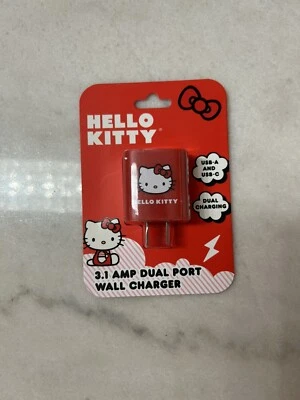 HELLO
KITTY®
USB-A
AND
USB-C
HELLO KITTY
DUAL
CHARGING
3.1 AMP DUAL PORT
WALL CHARGER